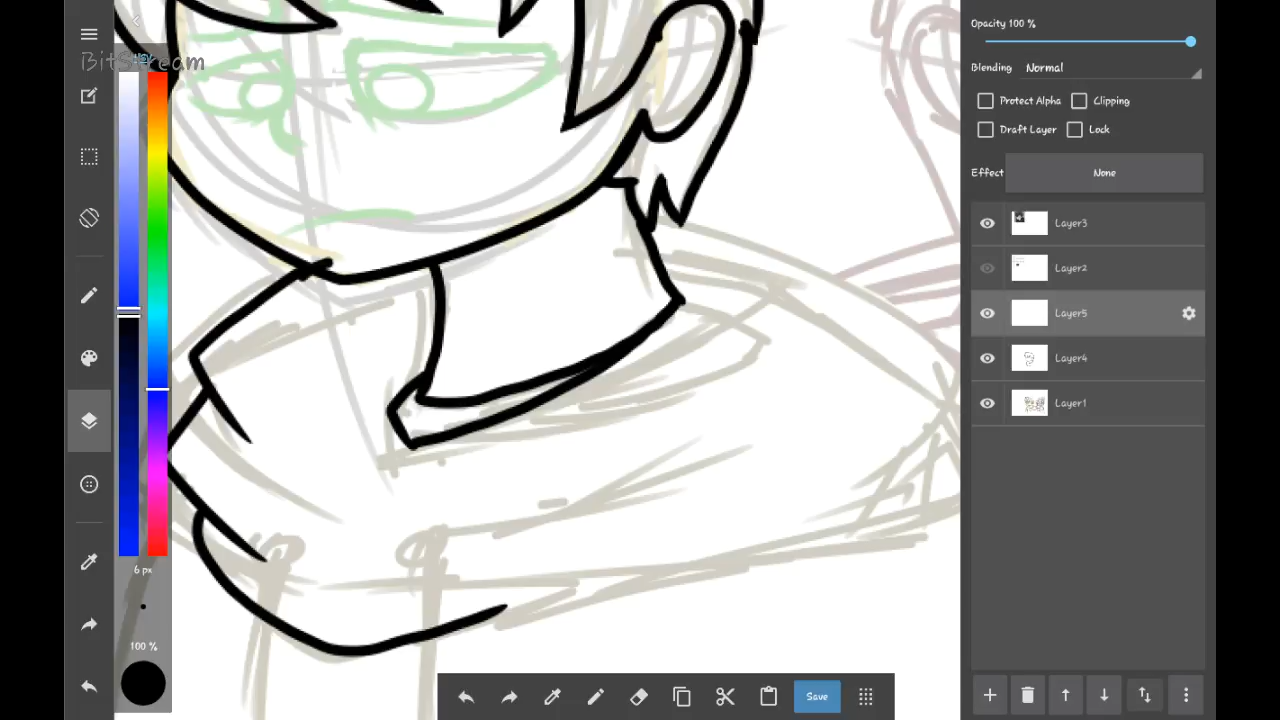 BitStream
6 px
100 %
Save
Opacity 100 %
Blending Normal
Protect Alpha Clipping
Draft Layer Lock
Effect None
Layer3
Layer2
Layer5
Layer4
Layer1